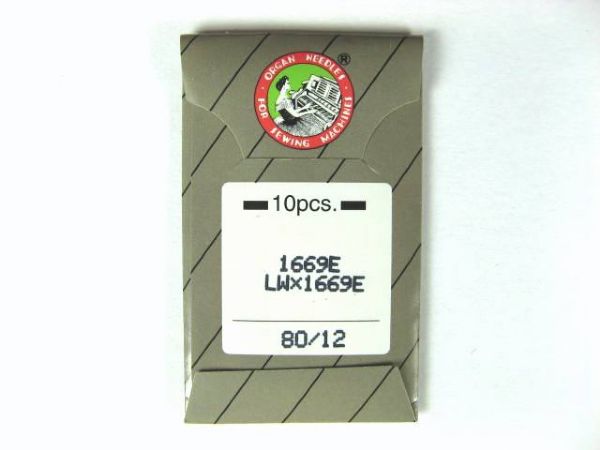 ORGAN NEEDLES
®
FOR SEWING MACHINES
10pcs.
1669E
LW×1669E
80/12